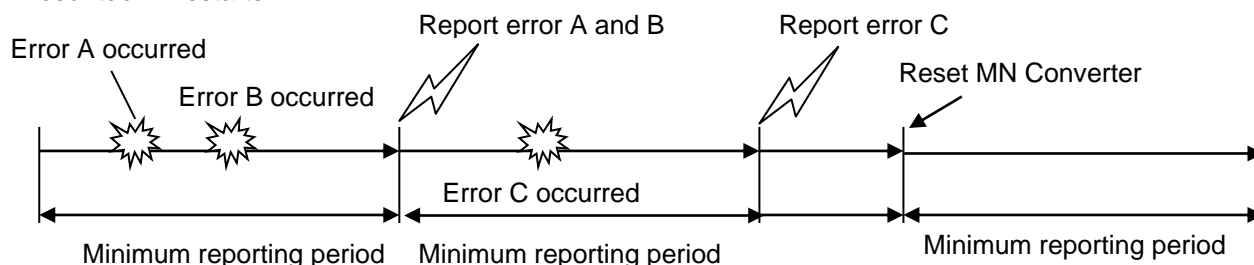 Report error A and B
Report error C
Error A occurred
Reset MN Converter
Error B occurred
Error C occurred
Minimum reporting period
Minimum reporting period
Minimum reporting period